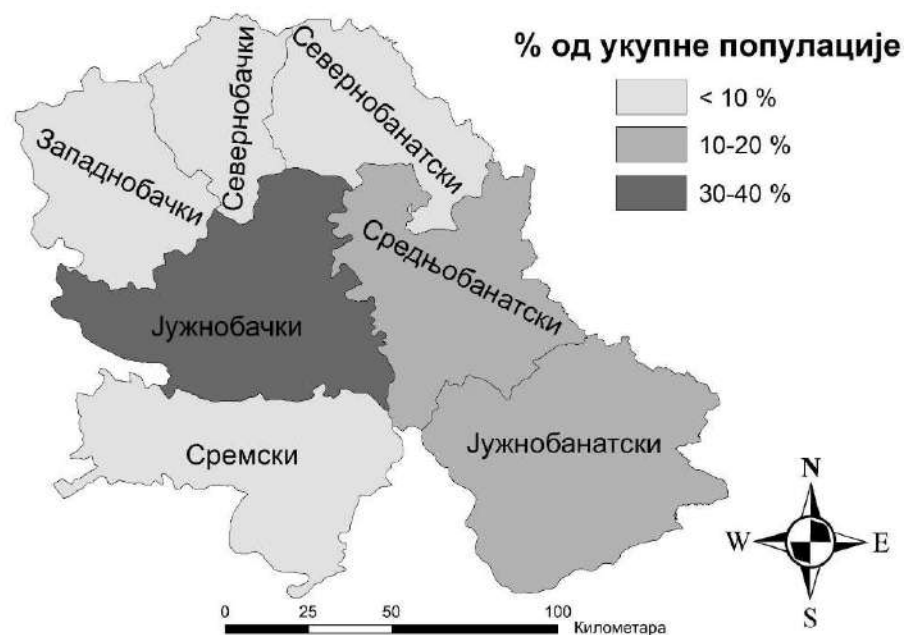 % од укупне популације
< 10 %
10-20 %
30-40 %
Западнобачки
Севернобачки
Севернобанатски
Средњобанатски
Јужнобачки
Сремски
Јужнобанатски
N
W
E
S
0 25 50 100
Километара